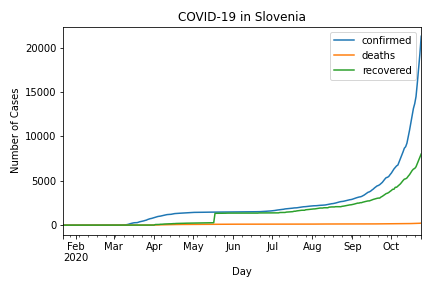 COVID-19 in Slovenia
confirmed
deaths
recovered
Number of Cases
20000
15000
10000
5000
0
Feb Mar Apr May Jun Jul Aug Sep Oct
2020
Day